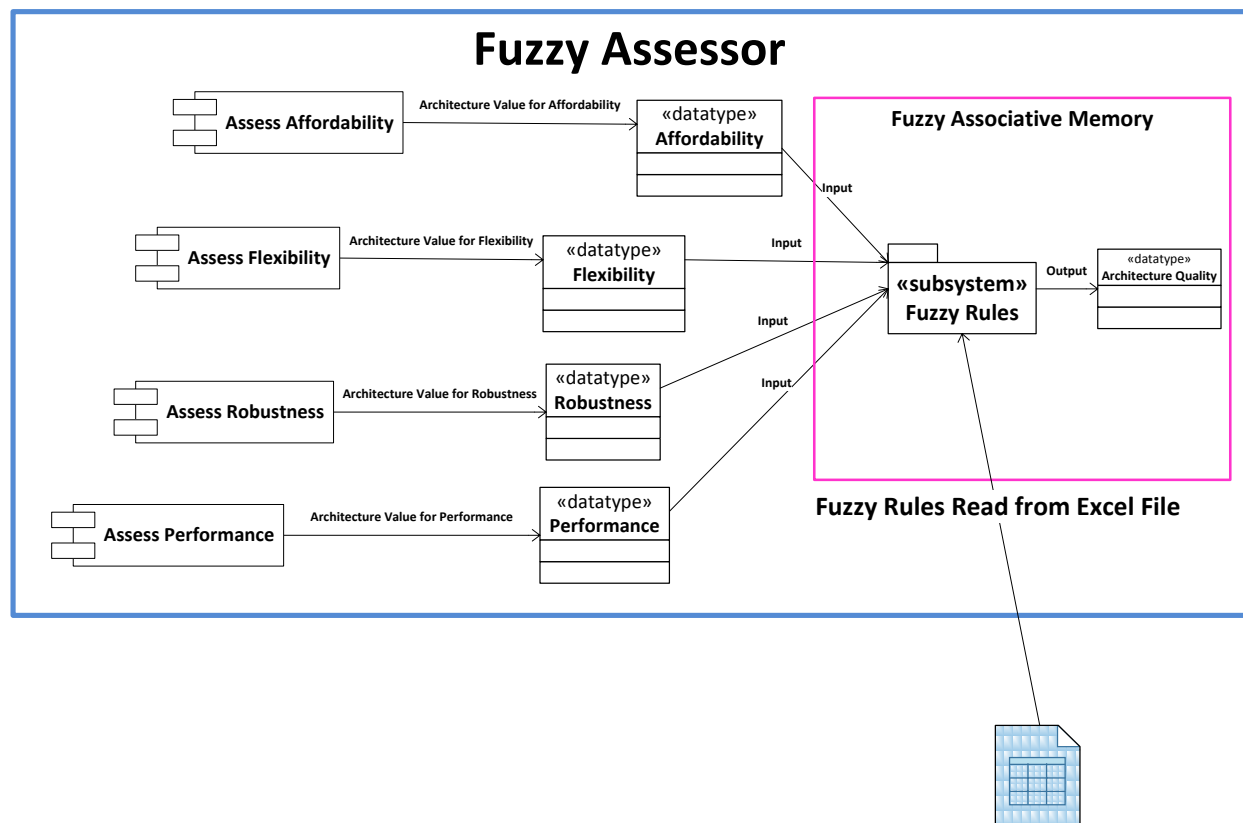 Fuzzy Assessor
Assess Affordability
Architecture Value for Affordability
«datatype»
Affordability
Input
Fuzzy Associative Memory
Assess Flexibility
Architecture Value for Flexibility
«datatype»
Flexibility
Input
«subsystem»
Fuzzy Rules
Output
«datatype»
Architecture Quality
Assess Robustness
Architecture Value for Robustness
«datatype»
Robustness
Input
Assess Performance
Architecture Value for Performance
«datatype»
Performance
Input
Fuzzy Rules Read from Excel File